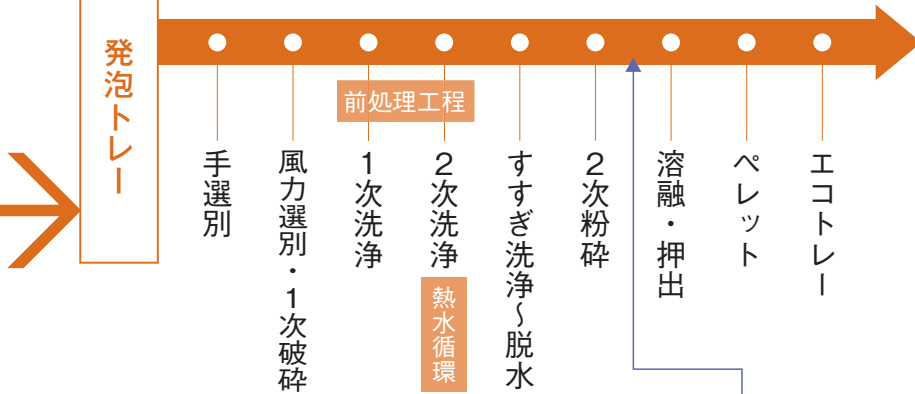 発泡トレー
前処理工程
手選別
風力選別・1次破砕
1次洗浄
2次洗浄
熱水循環
すすぎ洗浄～脱水
2次粉砕
溶融・押出
ペレット
エコトレー